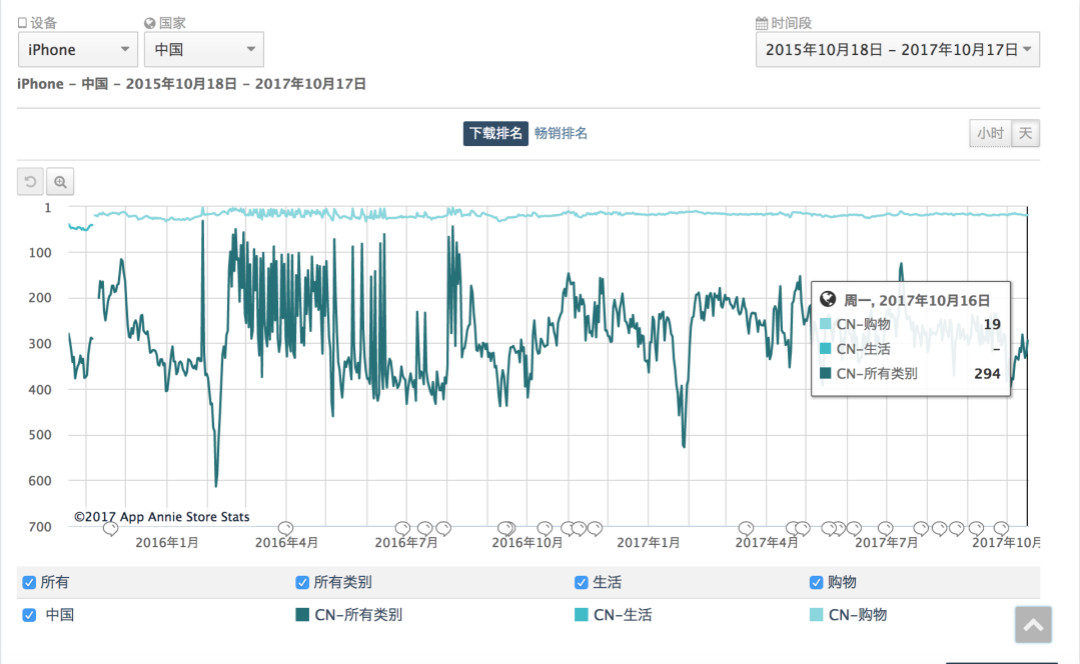 设备 国家 时间段
iPhone 中国 2015年10月18日 – 2017年10月17日
iPhone – 中国 – 2015年10月18日 – 2017年10月17日
下载排名 畅销排名 小时 天
1
100
200
300
400
500
600
700
周一, 2017年10月16日
CN-购物 19
CN-生活 –
CN-所有类别 294
©2017 App Annie Store Stats
2016年1月 2016年4月 2016年7月 2016年10月 2017年1月 2017年4月 2017年7月 2017年10月
所有 所有类别 生活 购物
中国 CN-所有类别 CN-生活 CN-购物